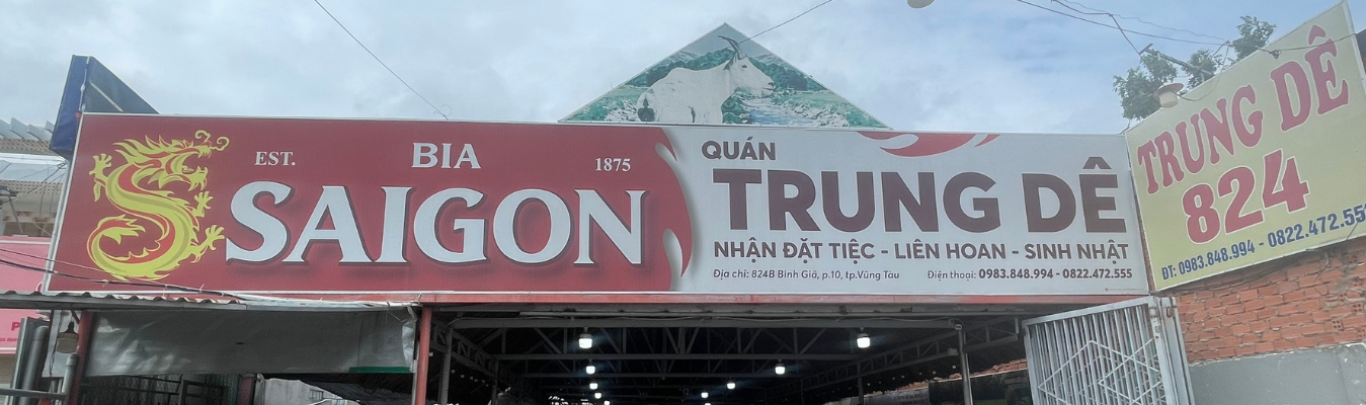 EST. BIA 1875
SAIGON
QUÁN
TRUNG DÊ
NHẬN ĐẶT TIỆC - LIÊN HOAN - SINH NHẬT
Địa chỉ: 824B Bình Giã, p.10, tp.Vũng Tàu Điện thoại: 0983.848.994 - 0822.472.555
TRUNG DÊ
824
ĐT: 0983.848.994 - 0822.472.55